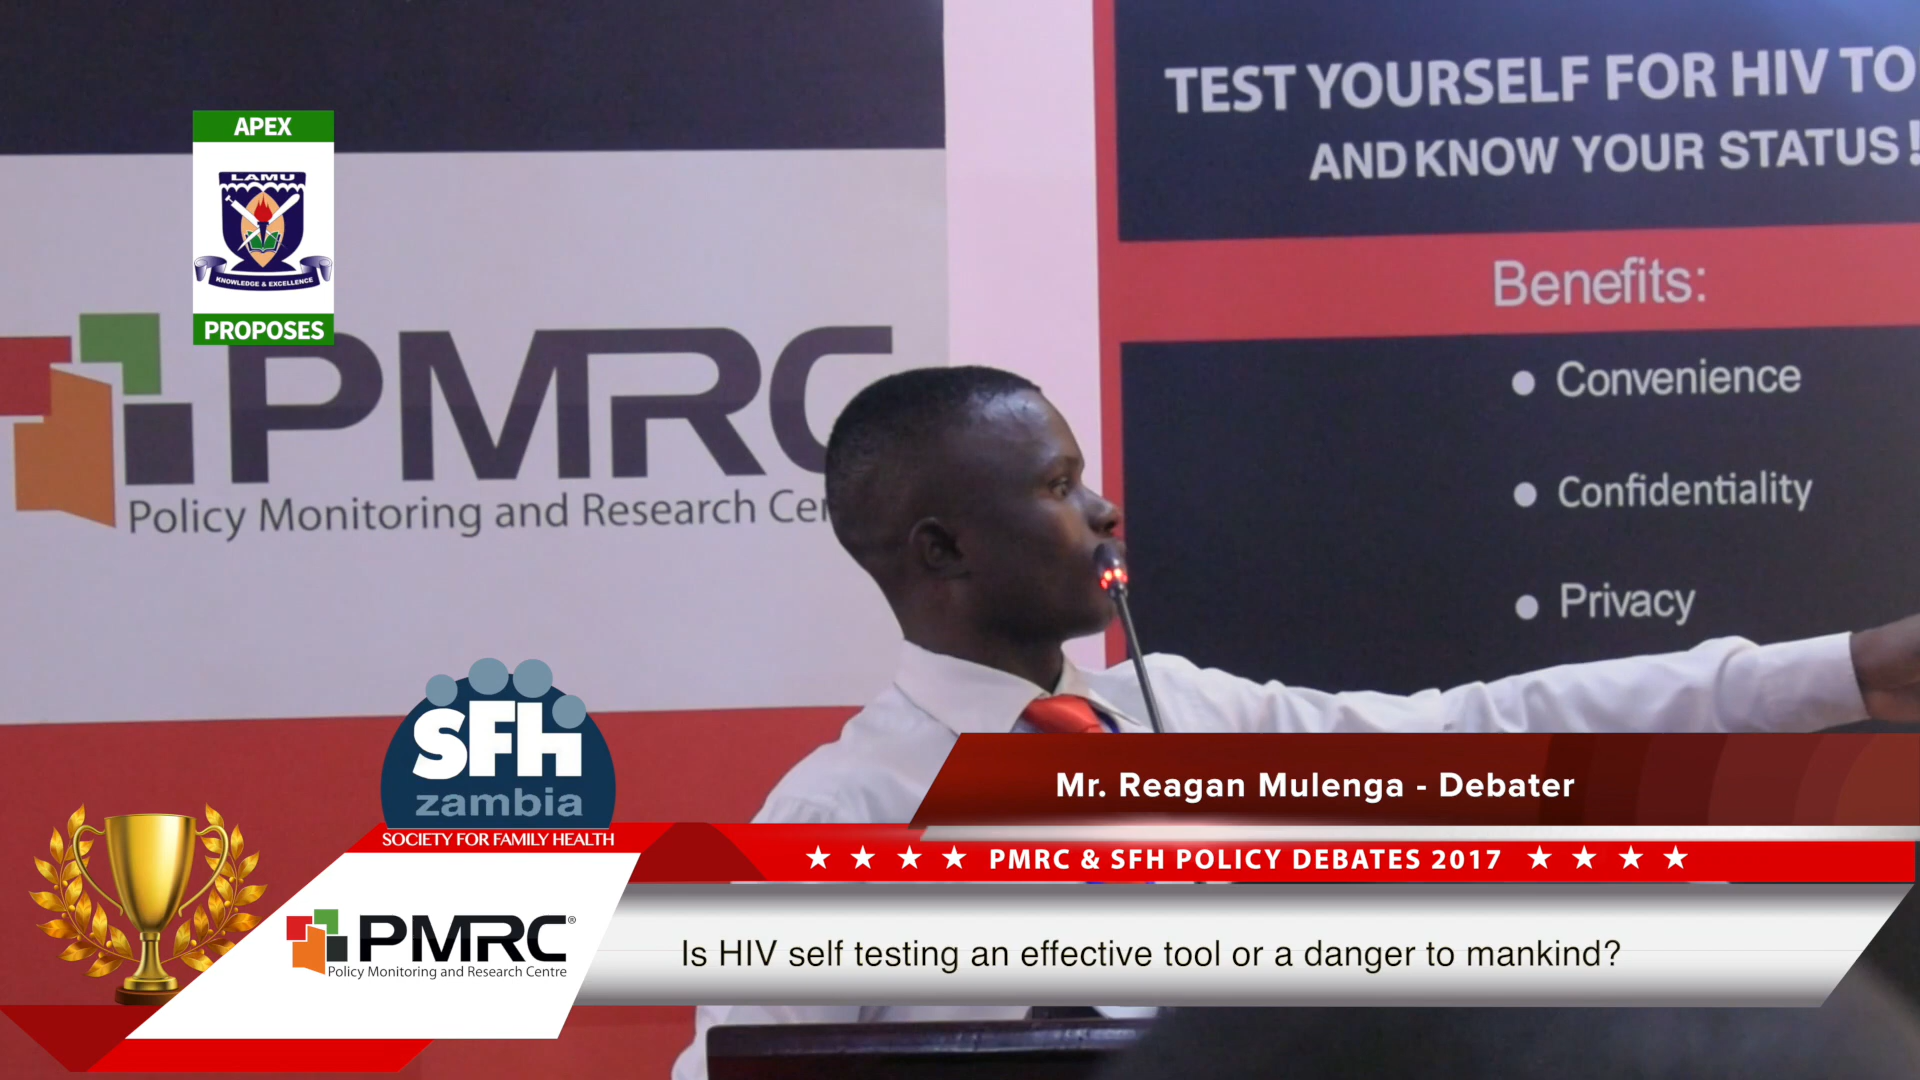 APEX
LAMU
KNOWLEDGE & EXCELLENCE
PROPOSES
PMRC
Policy Monitoring and Research Cen
TEST YOURSELF FOR HIV TO
AND KNOW YOUR STATUS!
Benefits:
• Convenience
• Confidentiality
• Privacy
SFH
zambia
SOCIETY FOR FAMILY HEALTH
Mr. Reagan Mulenga - Debater
★ ★ ★ ★ PMRC & SFH POLICY DEBATES 2017 ★ ★ ★ ★
PMRC®
Policy Monitoring and Research Centre
Is HIV self testing an effective tool or a danger to mankind?